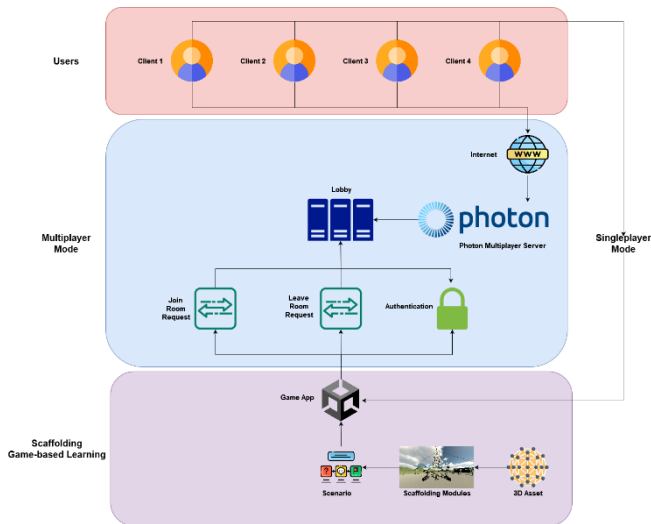 Users
Client 1
Client 2
Client 3
Client 4
Internet
WWW
Lobby
photon
Photon Multiplayer Server
Multiplayer
Mode
Singleplayer
Mode
Join
Room
Request
Leave
Room
Request
Authentication
Game App
Scaffolding
Game-based Learning
Scenario
Scaffolding Modules
3D Asset